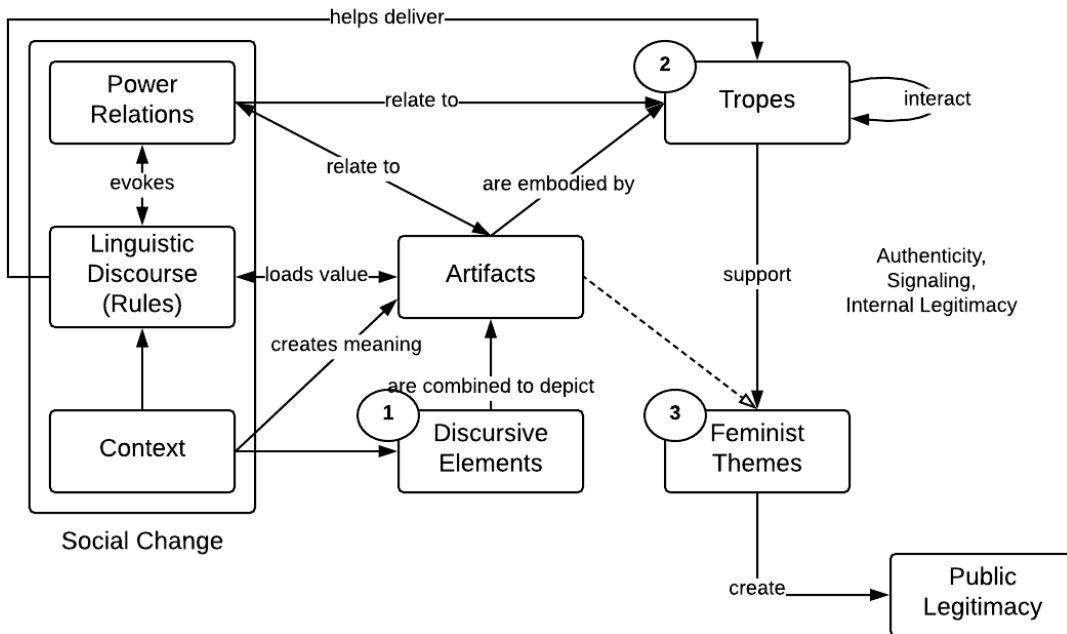 helps deliver
Power
Relations
relate to
2
Tropes
interact
evokes
relate to
are embodied by
Linguistic
Discourse
(Rules)
loads value
Artifacts
support
Authenticity,
Signaling,
Internal Legitimacy
creates meaning
are combined to depict
Context
1
Discursive
Elements
3
Feminist
Themes
Social Change
create
Public
Legitimacy